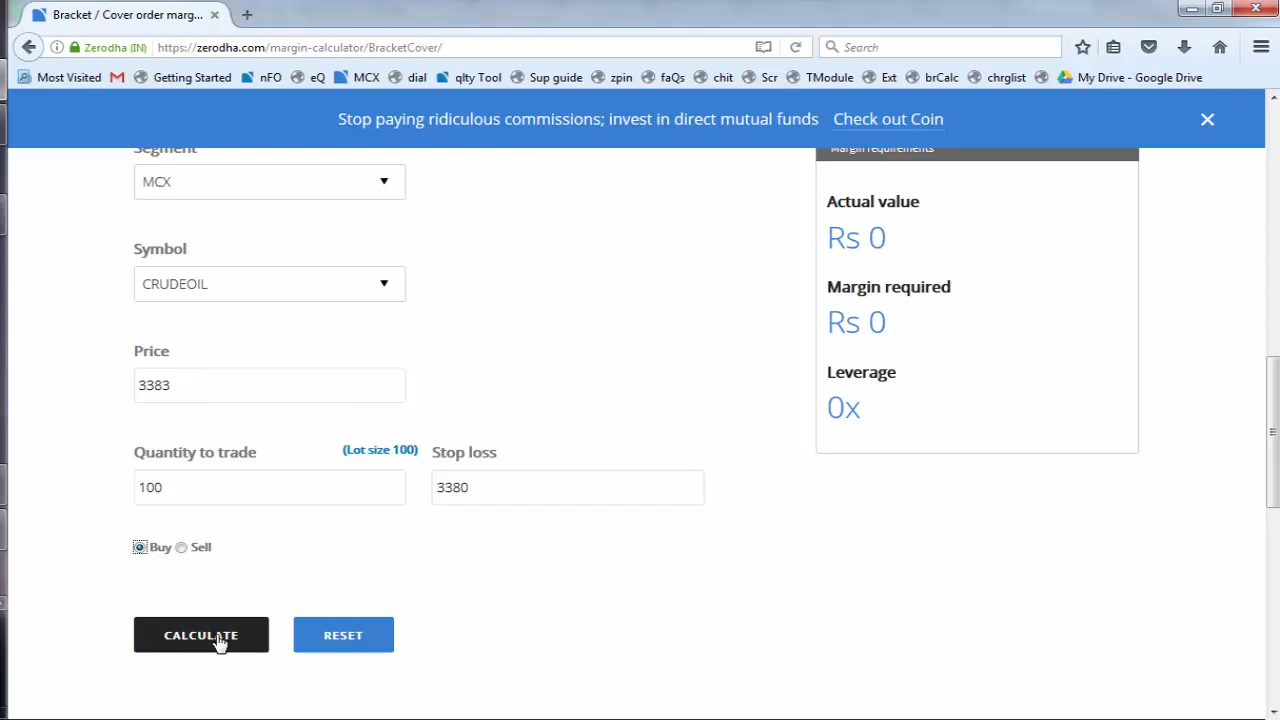 Bracket / Cover order marg...
Zerodha (IN) https://zerodha.com/margin-calculator/BracketCover/ Search
Most Visited Getting Started nFO eQ MCX dial qlty Tool Sup guide zpin faQs chit Scr TModule Ext brCalc chrglist My Drive - Google Drive
Stop paying ridiculous commissions; invest in direct mutual funds Check out Coin
Segment
Margin requirements
MCX
Actual value
Rs 0
Symbol
CRUDEOIL
Margin required
Rs 0
Price
3383
Leverage
0x
Quantity to trade (Lot size 100) Stop loss
100 3380
Buy Sell
CALCULATE RESET